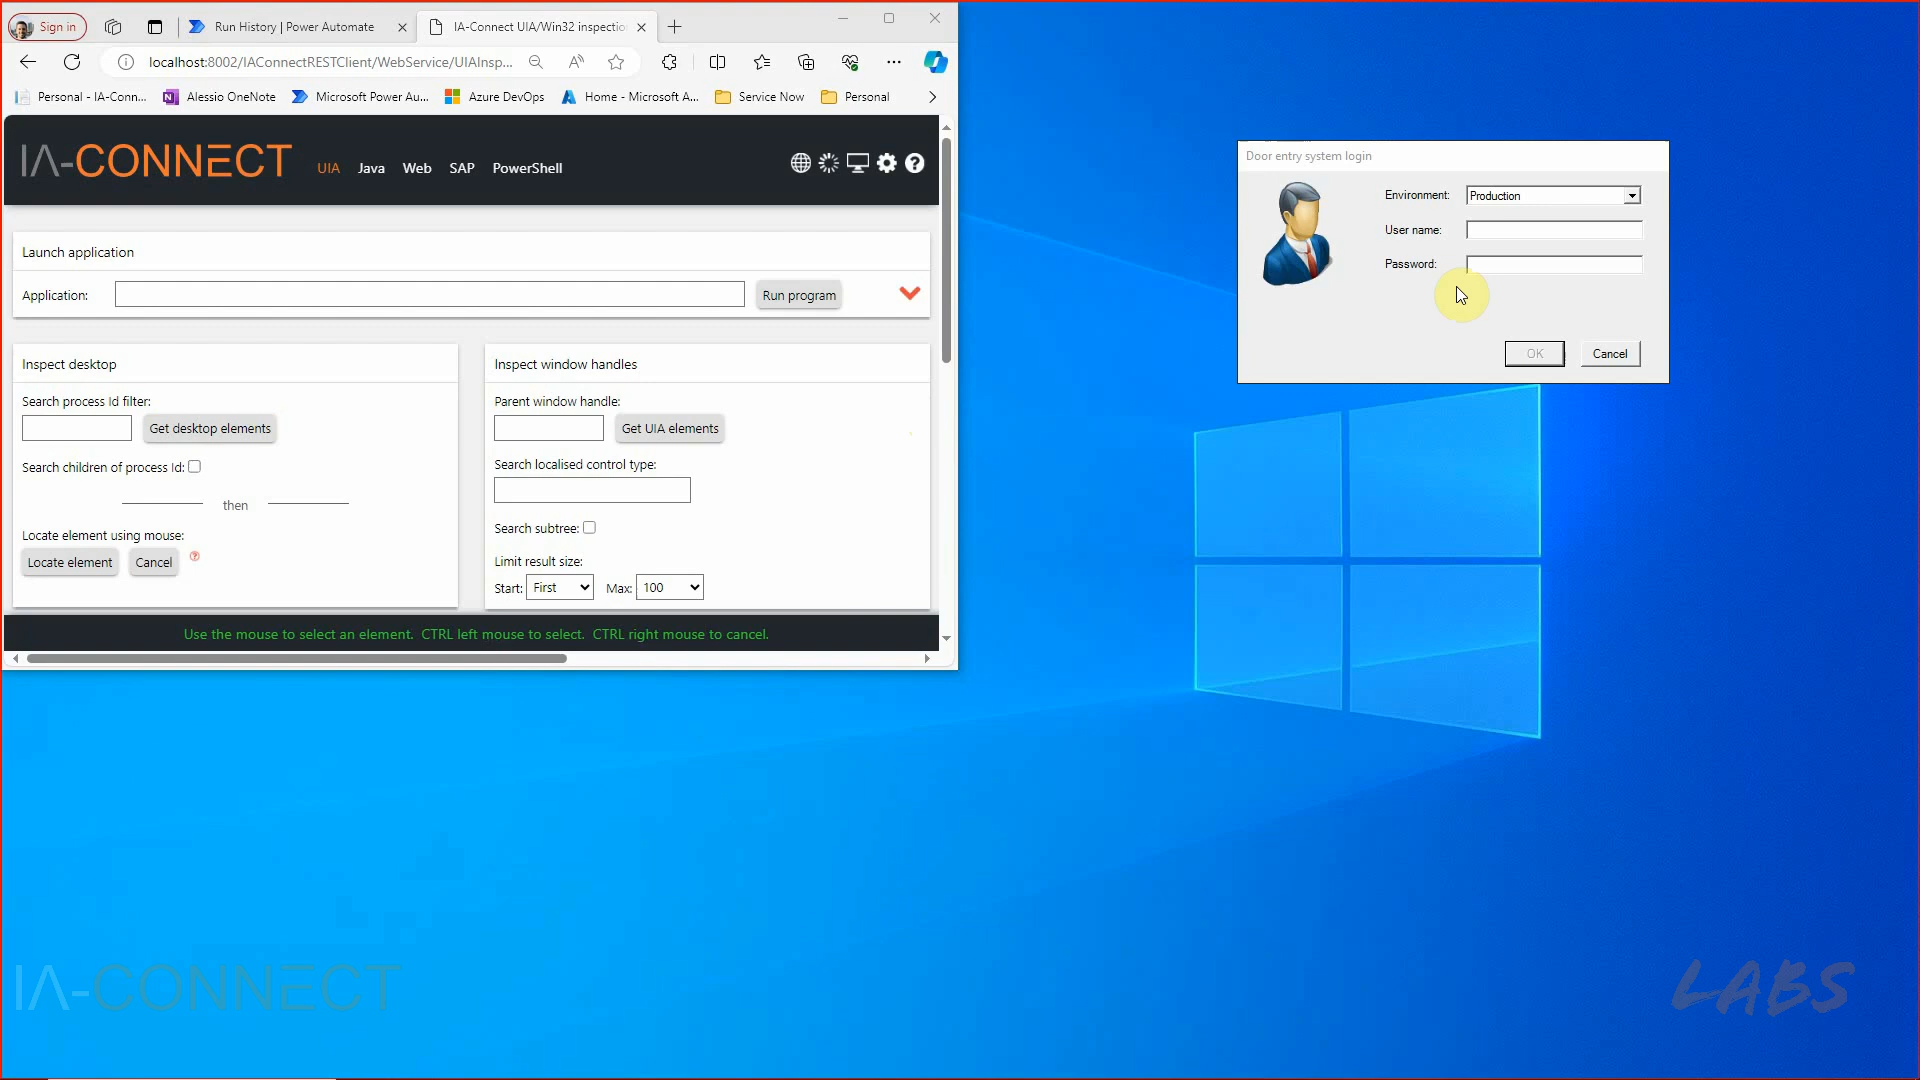 Sign in
Run History | Power Automate
IA-Connect UIA/Win32 inspectio
localhost:8002/IAConnectRESTClient/WebService/UIAInsp...
Personal - IA-Conn...
Alessio OneNote
Microsoft Power Au...
Azure DevOps
Home - Microsoft A...
Service Now
Personal
IA-CONNECT
UIA
Java
Web
SAP
PowerShell
Launch application
Application:
Run program
Inspect desktop
Search process Id filter:
Get desktop elements
Search children of process Id:
then
Locate element using mouse:
Locate element
Cancel
Inspect window handles
Parent window handle:
Get UIA elements
Search localised control type:
Search subtree:
Limit result size:
Start: First Max: 100
Use the mouse to select an element. CTRL left mouse to select. CTRL right mouse to cancel.
Door entry system login
Environment: Production
User name:
Password:
OK
Cancel
IA-CONNECT
LABS